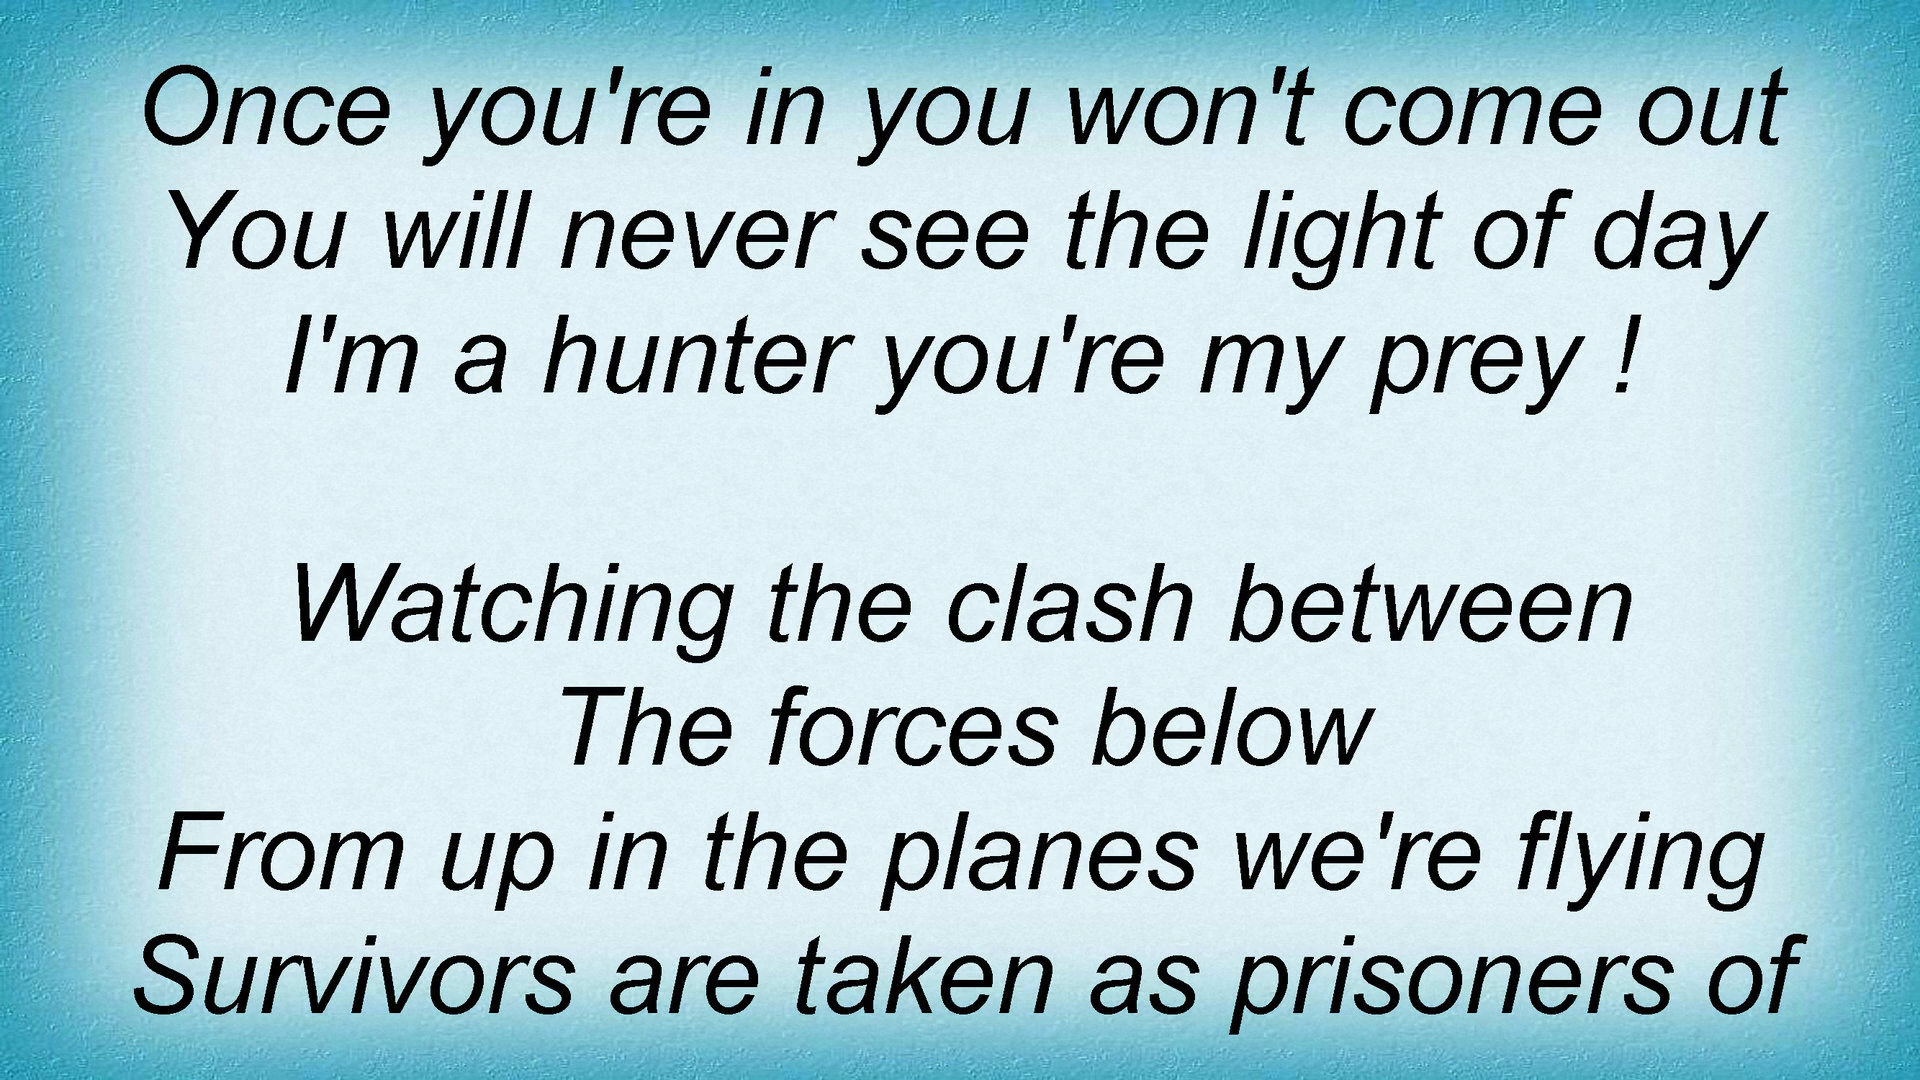 Once you're in you won't come out
You will never see the light of day
I'm a hunter you're my prey !
Watching the clash between
The forces below
From up in the planes we're flying
Survivors are taken as prisoners of